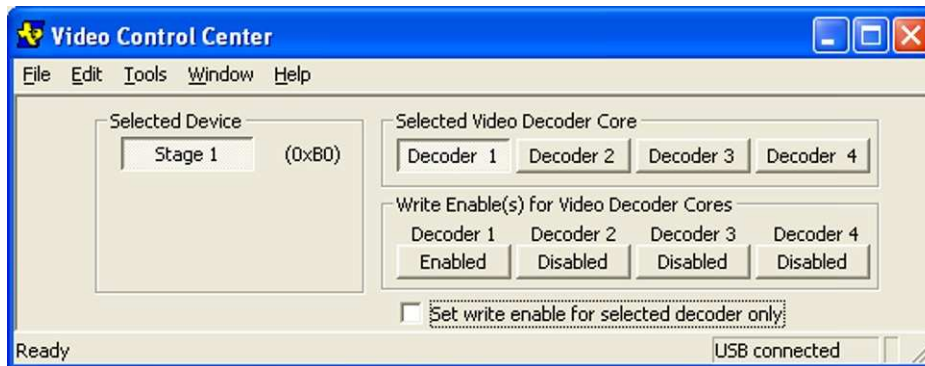 Video Control Center
File Edit Tools Window Help
Selected Device
Stage 1 (0xB0)
Selected Video Decoder Core
Decoder 1 Decoder 2 Decoder 3 Decoder 4
Write Enable(s) for Video Decoder Cores
Decoder 1 Decoder 2 Decoder 3 Decoder 4
Enabled Disabled Disabled Disabled
Set write enable for selected decoder only
Ready USB connected